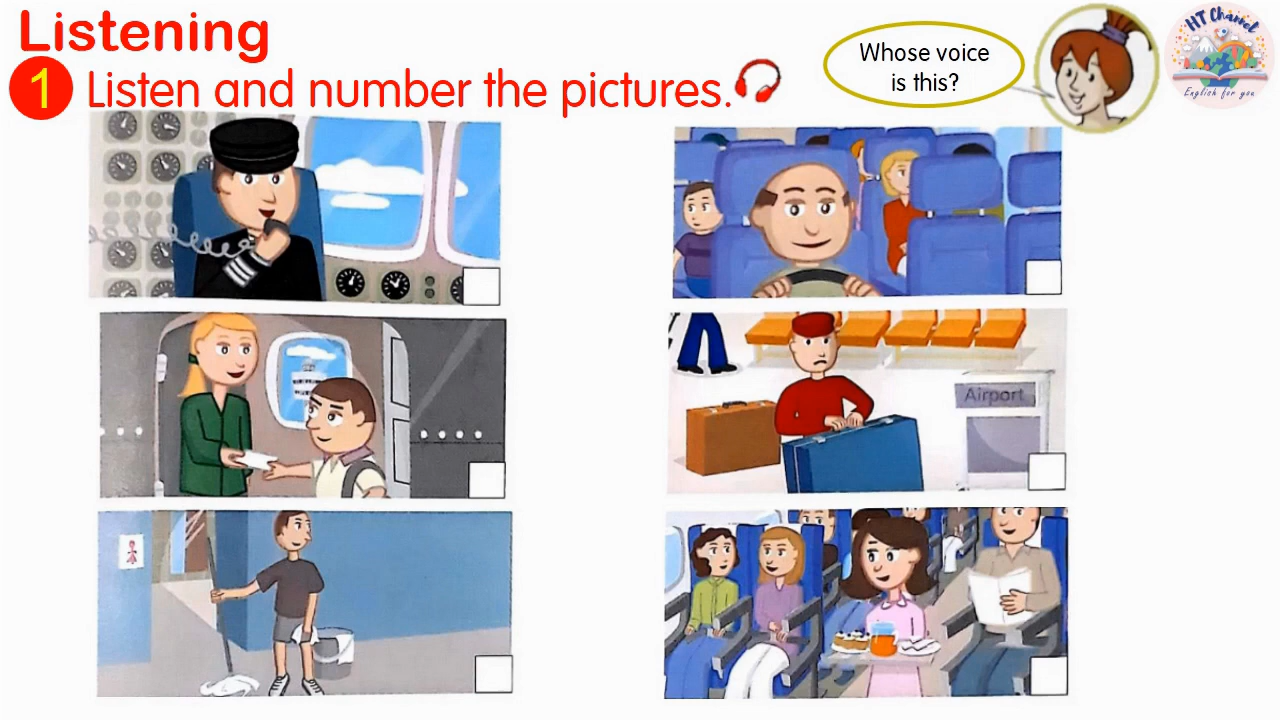 Listening
1 Listen and number the pictures.
Whose voice
is this?
HT Channel
English for you
Airport